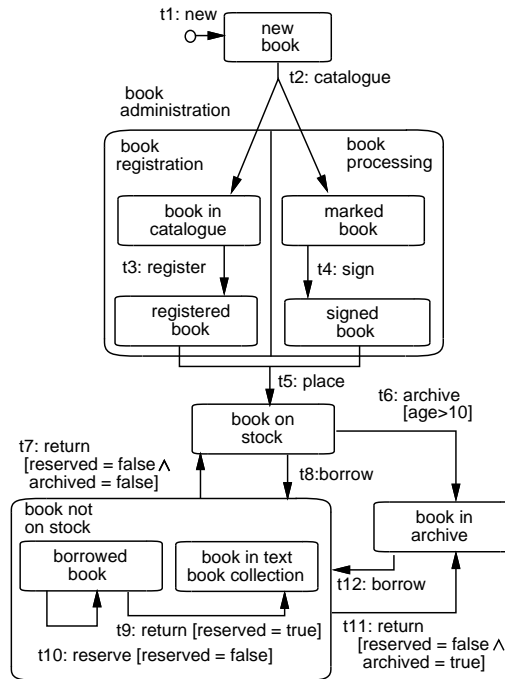 t1: new
new
book
t2: catalogue
book
administration
book
registration
book
processing
book in
catalogue
marked
book
t3: register
t4: sign
registered
book
signed
book
t5: place
t6: archive
[age>10]
book on
stock
t7: return
[reserved = false ∧
archived = false]
t8:borrow
book not
on stock
book in
archive
borrowed
book
book in text
book collection
t12: borrow
t9: return [reserved = true]
t10: reserve [reserved = false]
t11: return
[reserved = false ∧
archived = true]